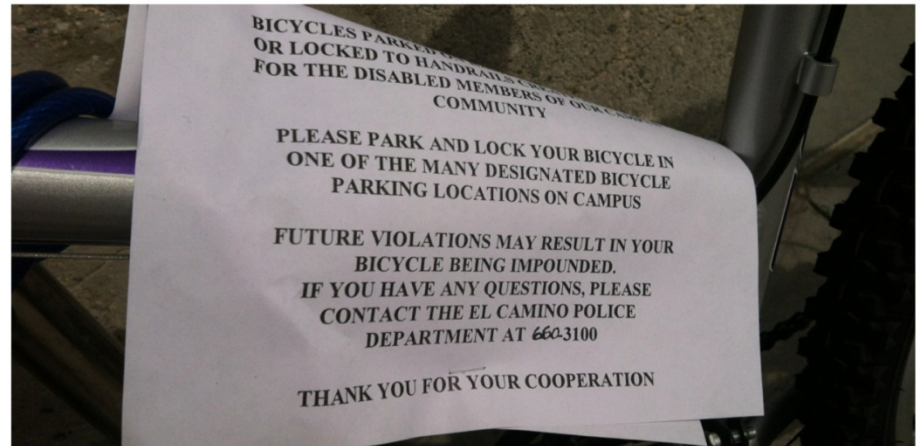 BICYCLES PARKED
OR LOCKED TO HANDRAILS
FOR THE DISABLED MEMBERS OF OUR
COMMUNITY
PLEASE PARK AND LOCK YOUR BICYCLE IN
ONE OF THE MANY DESIGNATED BICYCLE
PARKING LOCATIONS ON CAMPUS
FUTURE VIOLATIONS MAY RESULT IN YOUR
BICYCLE BEING IMPOUNDED.
IF YOU HAVE ANY QUESTIONS, PLEASE
CONTACT THE EL CAMINO POLICE
DEPARTMENT AT 660-3100
THANK YOU FOR YOUR COOPERATION